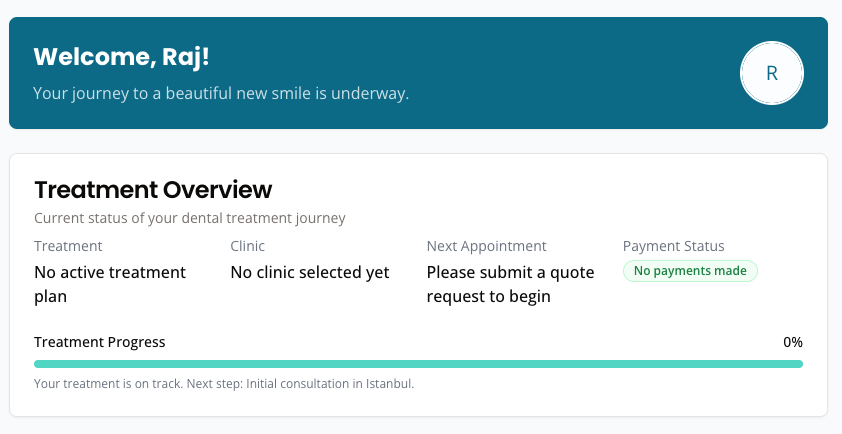 Welcome, Raj!
Your journey to a beautiful new smile is underway.
R
Treatment Overview
Current status of your dental treatment journey
Treatment
No active treatment
plan
Clinic
No clinic selected yet
Next Appointment
Please submit a quote
request to begin
Payment Status
No payments made
Treatment Progress
0%
Your treatment is on track. Next step: Initial consultation in Istanbul.